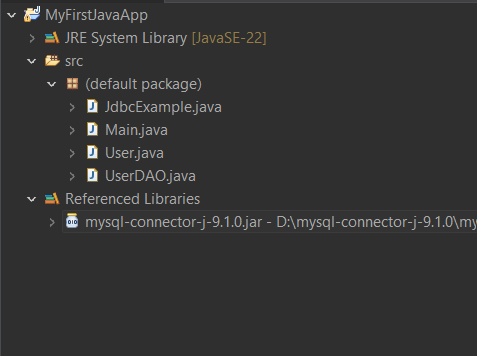 MyFirstJavaApp
JRE System Library [JavaSE-22]
src
(default package)
JdbcExample.java
Main.java
User.java
UserDAO.java
Referenced Libraries
mysql-connector-j-9.1.0.jar - D:\mysql-connector-j-9.1.0\my